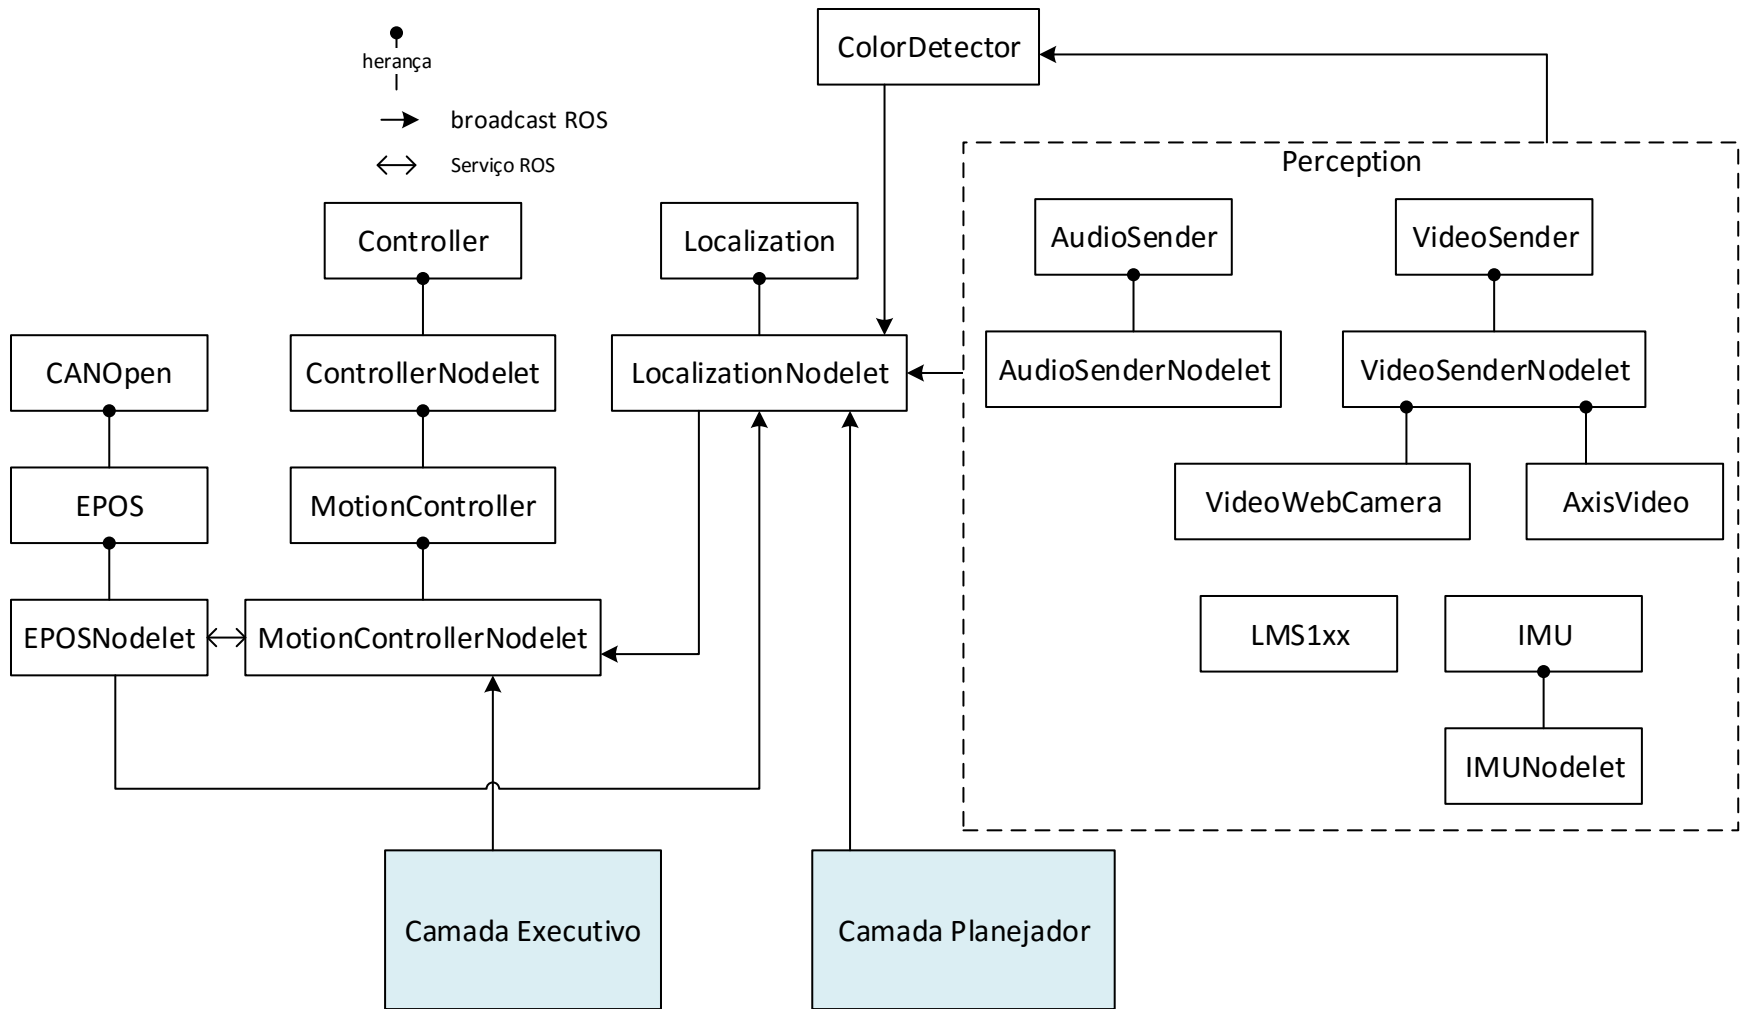 ColorDetector
herança
broadcast ROS
Serviço ROS
Perception
Controller
Localization
AudioSender
VideoSender
CANOpen
ControllerNodelet
LocalizationNodelet
AudioSenderNodelet
VideoSenderNodelet
EPOS
MotionController
VideoWebCamera
AxisVideo
EPOSNodelet
MotionControllerNodelet
LMS1xx
IMU
IMUNodelet
Camada Executivo
Camada Planejador